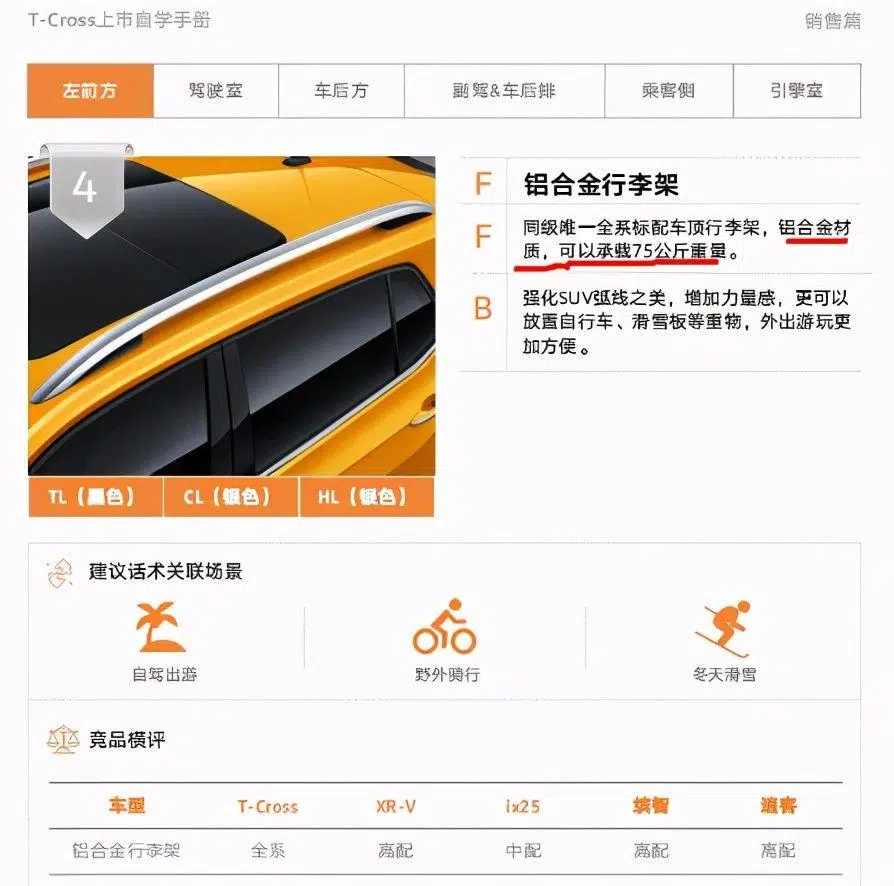 T-Cross上市自学手册
销售篇
左前方
驾驶室
车后方
副驾&车后排
乘客侧
引擎室
4
F
铝合金行李架
F
同级唯一全系标配车顶行李架，铝合金材
质，可以承载75公斤重量。
B
强化SUV弧线之美，增加力量感，更可以
放置自行车、滑雪板等重物，外出游玩更
加方便。
TL（黑色）
CL（银色）
HL（银色）
建议话术关联场景
自驾出游
野外骑行
冬天滑雪
竞品横评
车型
T-Cross
XR-V
ix25
缤智
逍客
铝合金行李架
全系
高配
中配
高配
高配